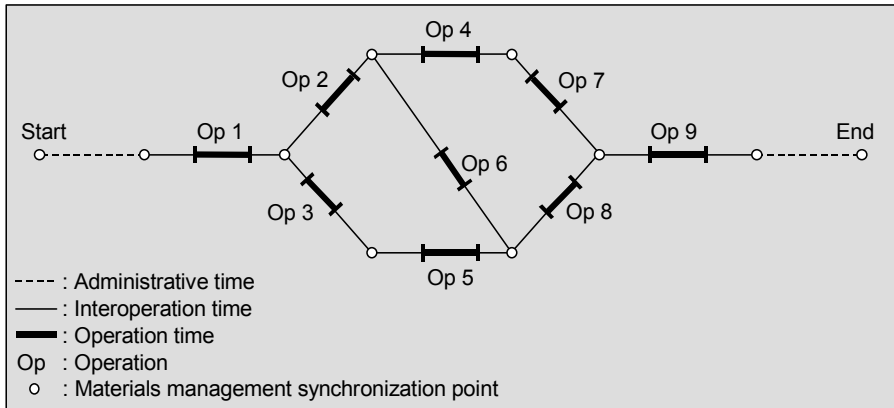 Op 4
Op 2
Op 7
Start
Op 1
Op 9
End
Op 6
Op 3
Op 8
Op 5
: Administrative time
: Interoperation time
: Operation time
Op : Operation
: Materials management synchronization point